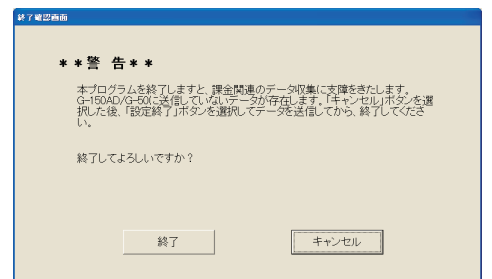 終了確認画面
＊＊警 告＊＊
本プログラムを終了しますと、課金関連のデータ収集に支障をきたします。
G-150AD/G-50に送信していないデータが存在します。「キャンセル」ボタンを選
択した後、「設定終了」ボタンを選択してデータを送信してから、終了してくださ
い。
終了してよろしいですか？
終了
キャンセル